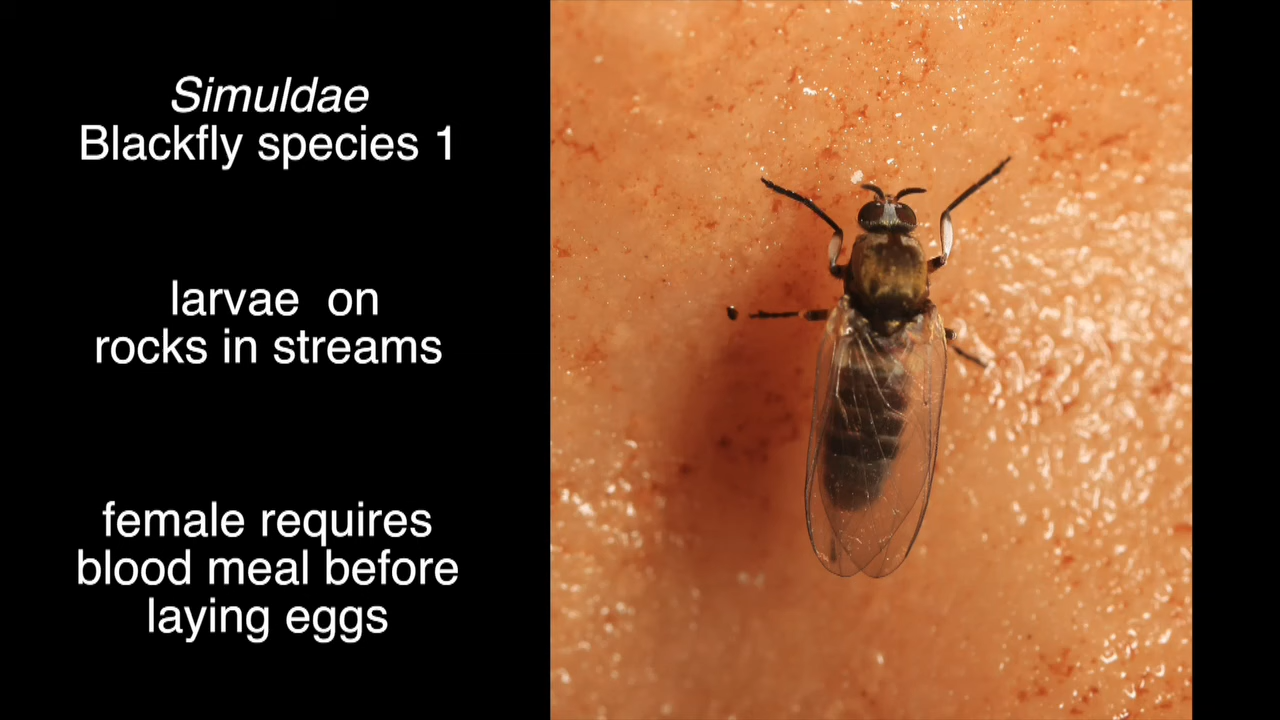 Simuldae
Blackfly species 1
larvae on
rocks in streams
female requires
blood meal before
laying eggs